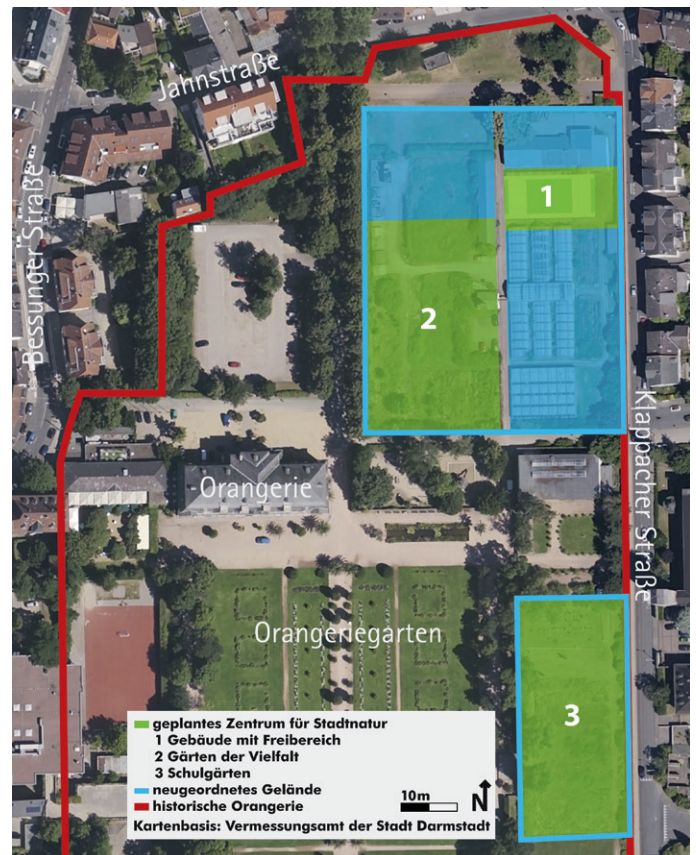 Jahnstraße
Bessunger Straße
1
2
Klappacher Straße
Orangerie
Orangeriegarten
3
geplantes Zentrum für Stadtnatur
1 Gebäude mit Freibereich
2 Gärten der Vielfalt
3 Schulgärten
neugeordnetes Gelände
historische Orangerie
10m
N
Kartenbasis: Vermessungsamt der Stadt Darmstadt